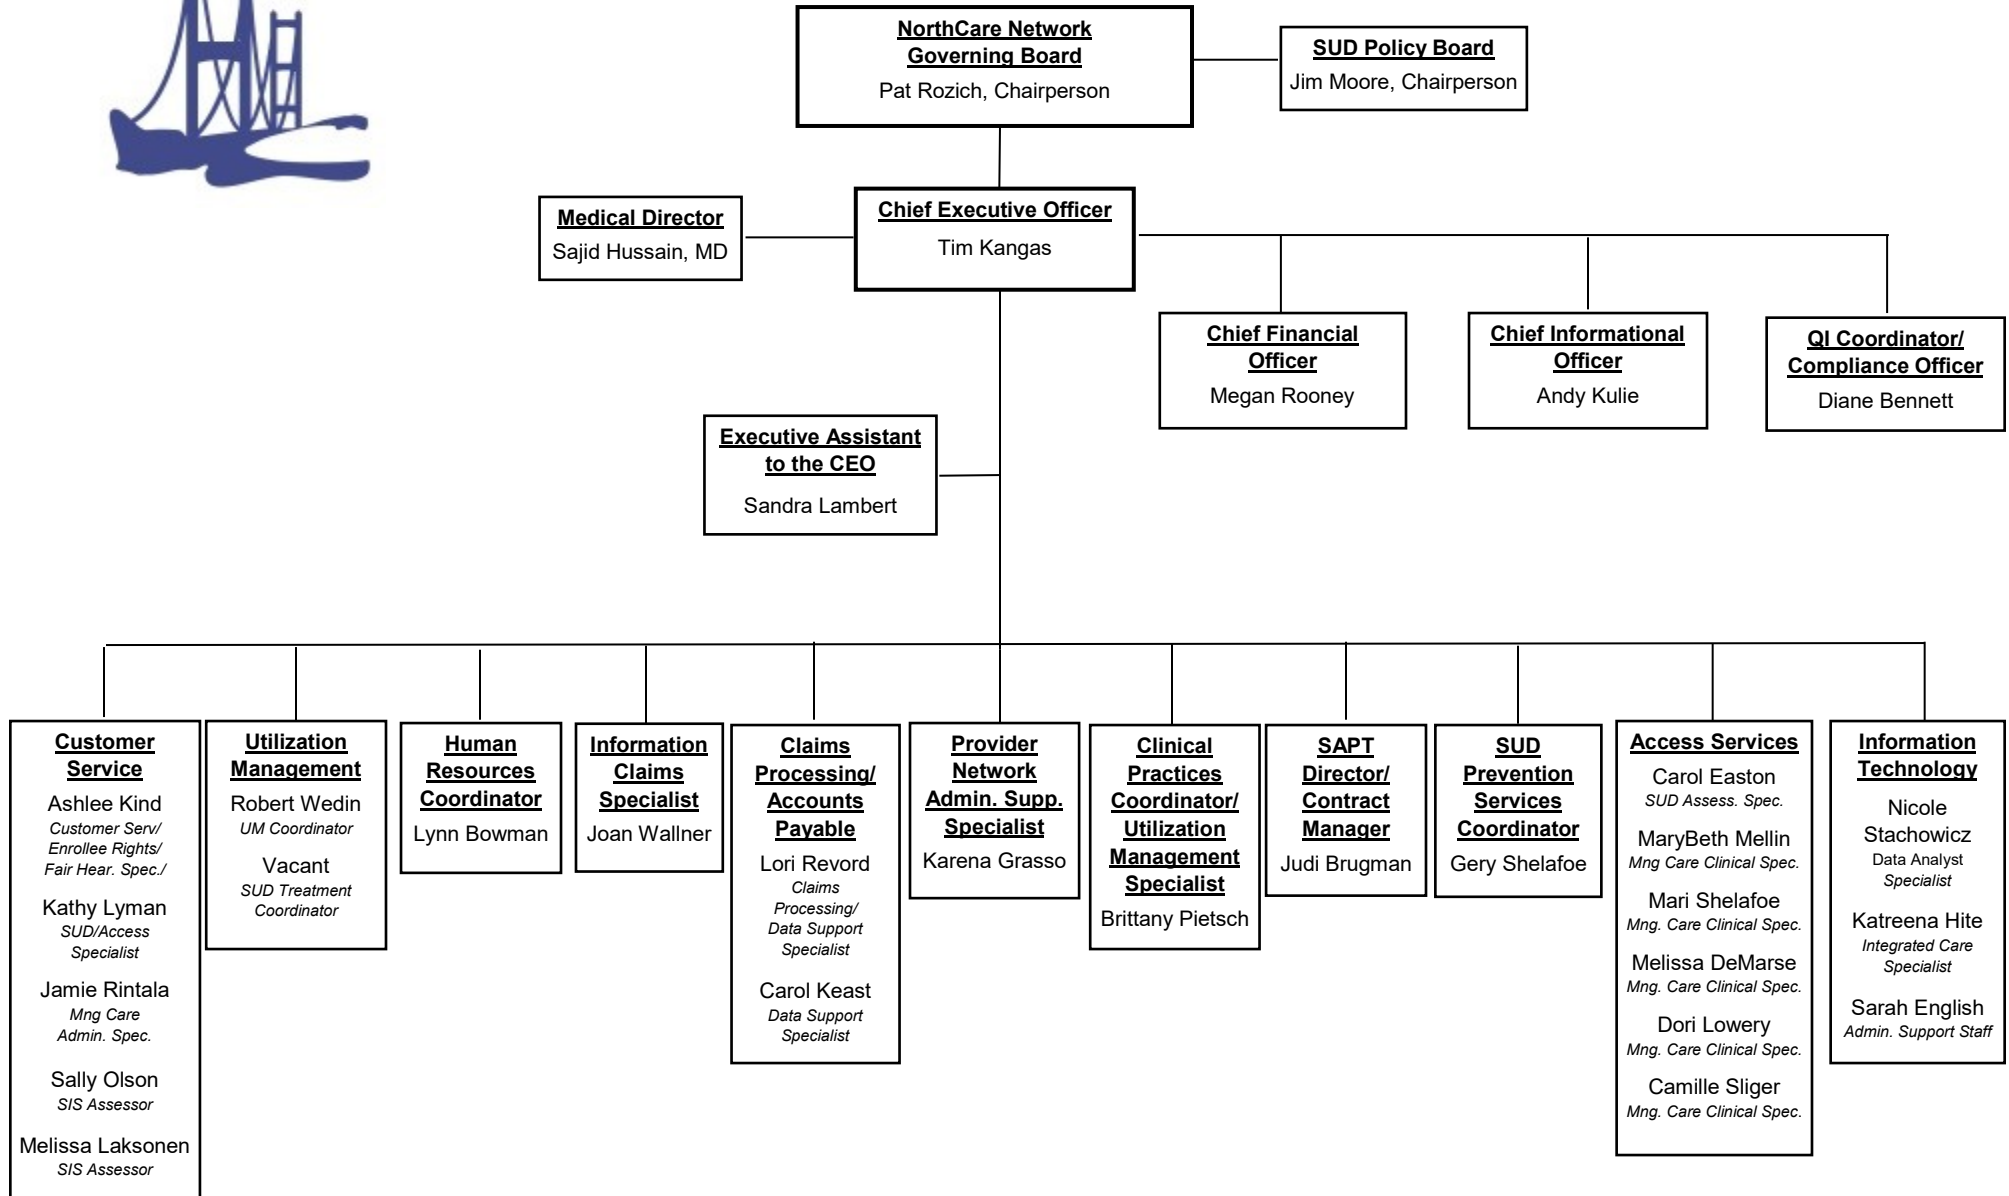 NorthCare Network
Governing Board
Pat Rozich, Chairperson
SUD Policy Board
Jim Moore, Chairperson
Medical Director
Sajid Hussain, MD
Chief Executive Officer
Tim Kangas
Chief Financial
Officer
Megan Rooney
Chief Informational
Officer
Andy Kulie
QI Coordinator/
Compliance Officer
Diane Bennett
Executive Assistant
to the CEO
Sandra Lambert
Customer
Service
Ashlee Kind
Customer Serv/
Enrollee Rights/
Fair Hear. Spec./
Kathy Lyman
SUD/Access
Specialist
Jamie Rintala
Mng Care
Admin. Spec.
Sally Olson
SIS Assessor
Melissa Laksonen
SIS Assessor
Utilization
Management
Robert Wedin
UM Coordinator
Vacant
SUD Treatment
Coordinator
Human
Resources
Coordinator
Lynn Bowman
Information
Claims
Specialist
Joan Wallner
Claims
Processing/
Accounts
Payable
Lori Revord
Claims
Processing/
Data Support
Specialist
Carol Keast
Data Support
Specialist
Provider
Network
Admin. Supp.
Specialist
Karena Grasso
Clinical
Practices
Coordinator/
Utilization
Management
Specialist
Brittany Pietsch
SAPT
Director/
Contract
Manager
Judi Brugman
SUD
Prevention
Services
Coordinator
Gery Shelafoe
Access Services
Carol Easton
SUD Assess. Spec.
MaryBeth Mellin
Mng Care Clinical Spec.
Mari Shelafoe
Mng. Care Clinical Spec.
Melissa DeMarse
Mng. Care Clinical Spec.
Dori Lowery
Mng. Care Clinical Spec.
Camille Sliger
Mng. Care Clinical Spec.
Information
Technology
Nicole
Stachowicz
Data Analyst
Specialist
Katreena Hite
Integrated Care
Specialist
Sarah English
Admin. Support Staff